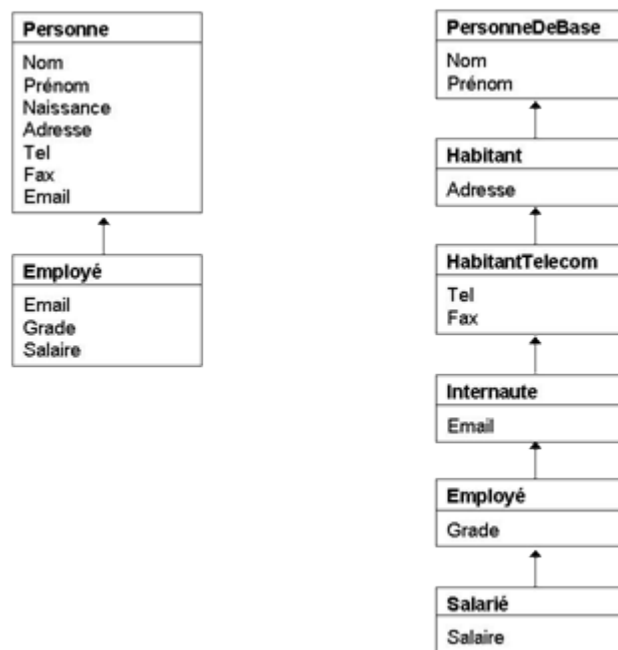 Personne
Nom
Prénom
Naissance
Adresse
Tel
Fax
Email
Employé
Email
Grade
Salaire
PersonneDeBase
Nom
Prénom
Habitant
Adresse
HabitantTelecom
Tel
Fax
Internaute
Email
Employé
Grade
Salarié
Salaire